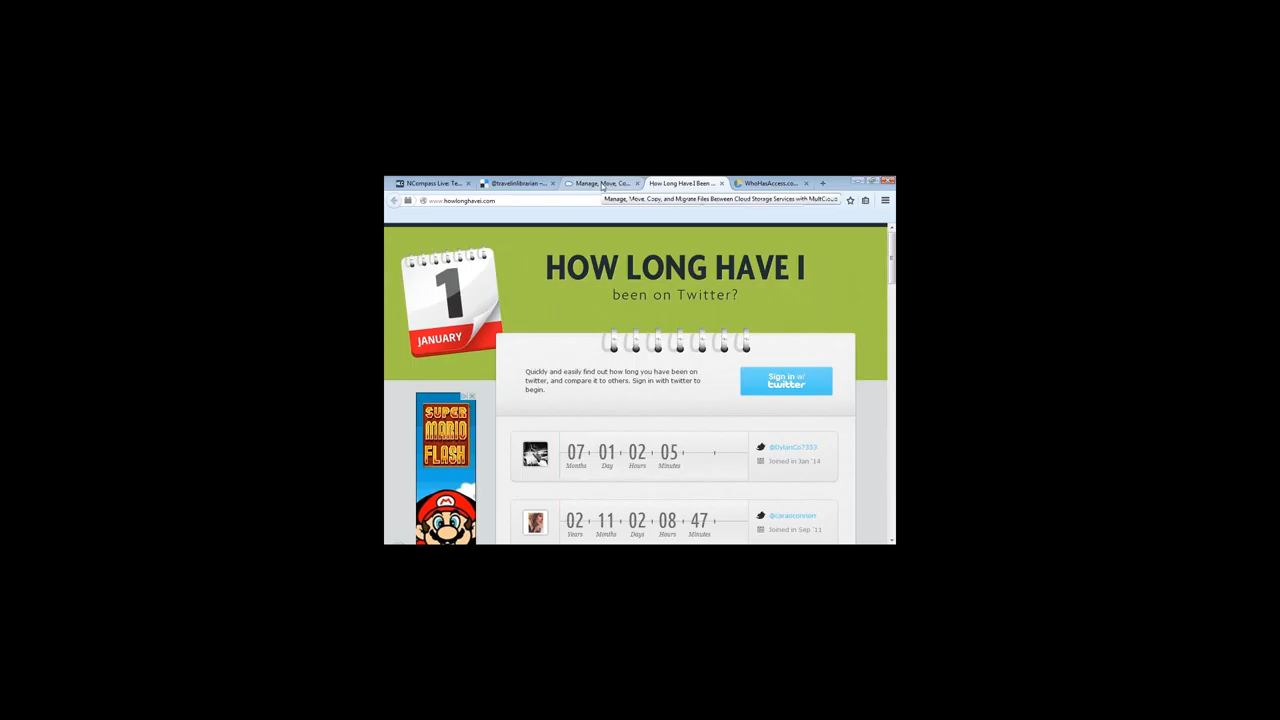 NCompass Live: Te...
@travelinlibrarian –...
Manage, Move, Co...
How Long Have I Been ...
WhoHasAccess.co...
www.howlonghavei.com
Manage, Move, Copy, and Migrate Files Between Cloud Storage Services with MultCloud
1
JANUARY
HOW LONG HAVE I
been on Twitter?
Quickly and easily find out how long you have been on
twitter, and compare it to others. Sign in with twitter to
begin.
Sign in w/
twitter
SUPER
MARIO
FLASH
07 01 02 05
Months Day Hours Minutes
@DylanCo7333
Joined in Jan '14
02 11 02 08 47
Years Months Days Hours Minutes
@caraoconnorr
Joined in Sep '11